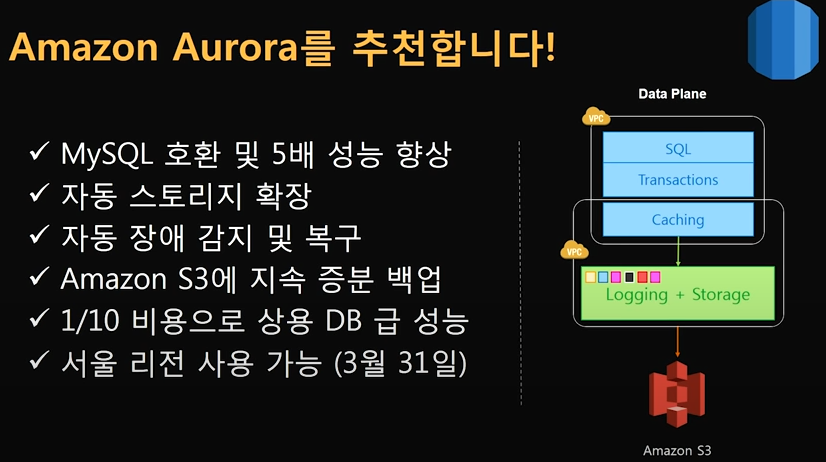 Amazon Aurora를 추천합니다!
✓ MySQL 호환 및 5배 성능 향상
✓ 자동 스토리지 확장
✓ 자동 장애 감지 및 복구
✓ Amazon S3에 지속 증분 백업
✓ 1/10 비용으로 상용 DB 급 성능
✓ 서울 리전 사용 가능 (3월 31일)
Data Plane
VPC
SQL
Transactions
Caching
VPC
Logging + Storage
Amazon S3